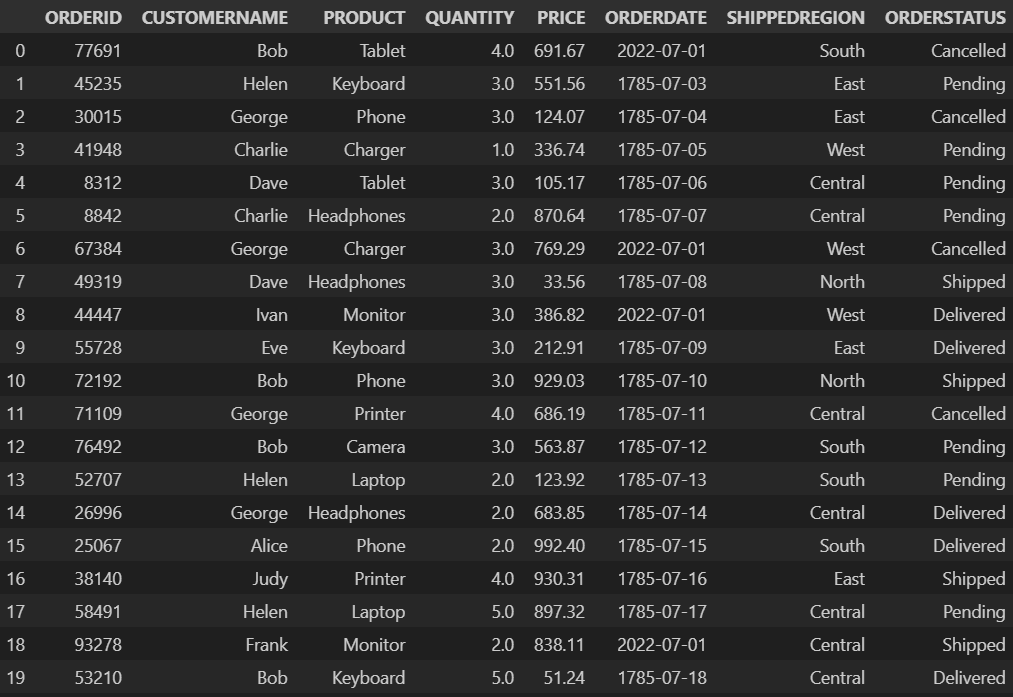 ORDERID CUSTOMERNAME PRODUCT QUANTITY PRICE ORDERDATE SHIPPEDREGION ORDERSTATUS
0 77691 Bob Tablet 4.0 691.67 2022-07-01 South Cancelled
1 45235 Helen Keyboard 3.0 551.56 1785-07-03 East Pending
2 30015 George Phone 3.0 124.07 1785-07-04 East Cancelled
3 41948 Charlie Charger 1.0 336.74 1785-07-05 West Pending
4 8312 Dave Tablet 3.0 105.17 1785-07-06 Central Pending
5 8842 Charlie Headphones 2.0 870.64 1785-07-07 Central Pending
6 67384 George Charger 3.0 769.29 2022-07-01 West Cancelled
7 49319 Dave Headphones 3.0 33.56 1785-07-08 North Shipped
8 44447 Ivan Monitor 3.0 386.82 2022-07-01 West Delivered
9 55728 Eve Keyboard 3.0 212.91 1785-07-09 East Delivered
10 72192 Bob Phone 3.0 929.03 1785-07-10 North Shipped
11 71109 George Printer 4.0 686.19 1785-07-11 Central Cancelled
12 76492 Bob Camera 3.0 563.87 1785-07-12 South Pending
13 52707 Helen Laptop 2.0 123.92 1785-07-13 South Pending
14 26996 George Headphones 2.0 683.85 1785-07-14 Central Delivered
15 25067 Alice Phone 2.0 992.40 1785-07-15 South Delivered
16 38140 Judy Printer 4.0 930.31 1785-07-16 East Shipped
17 58491 Helen Laptop 5.0 897.32 1785-07-17 Central Pending
18 93278 Frank Monitor 2.0 838.11 2022-07-01 Central Shipped
19 53210 Bob Keyboard 5.0 51.24 1785-07-18 Central Delivered